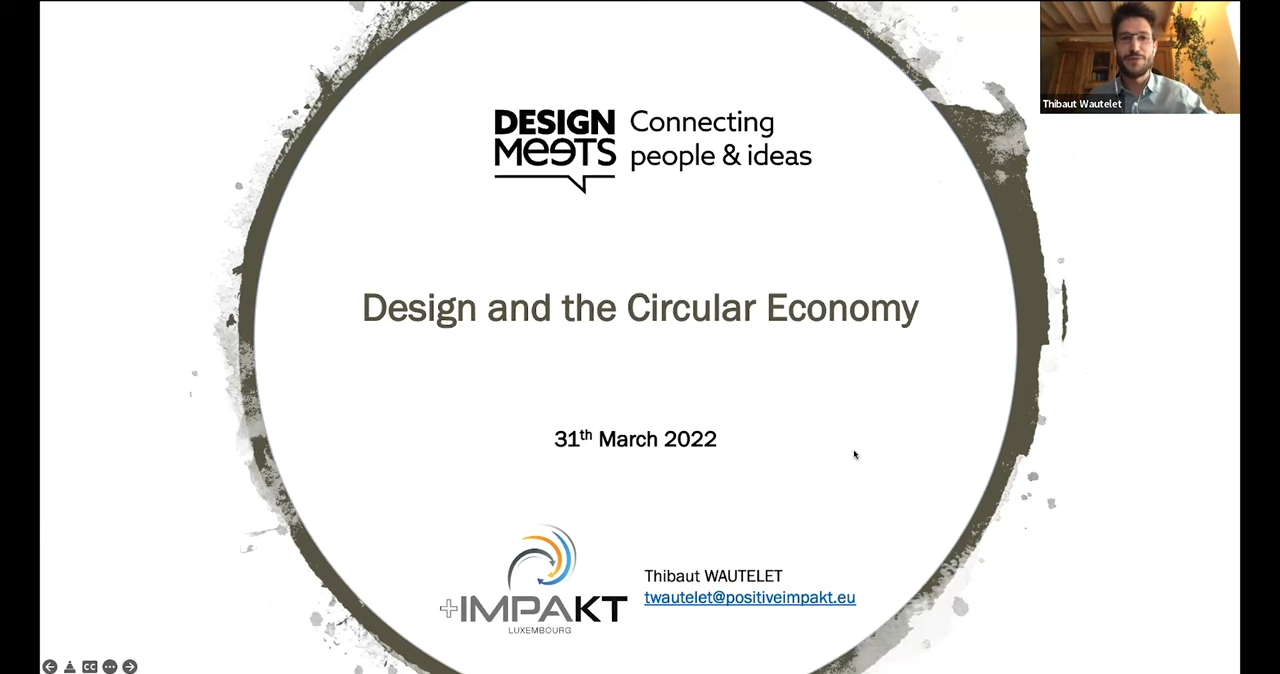 DESIGN
MeeTS
Connecting
people & ideas
Thibaut Wautelet
Design and the Circular Economy
31th March 2022
+IMPAKT
LUXEMBOURG
Thibaut WAUTELET
twautelet@positiveimpakt.eu
CC